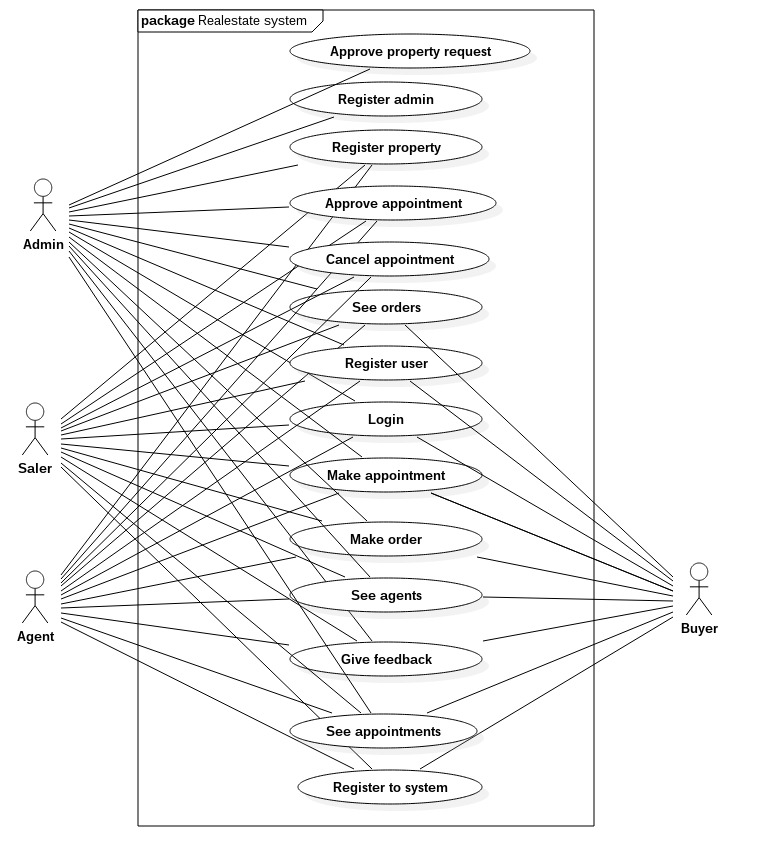 package Realestate system
Approve property request
Register admin
Register property
Approve appointment
Admin
Cancel appointment
See orders
Register user
Login
Saler
Make appointment
Make order
See agents
Buyer
Agent
Give feedback
See appointments
Register to system